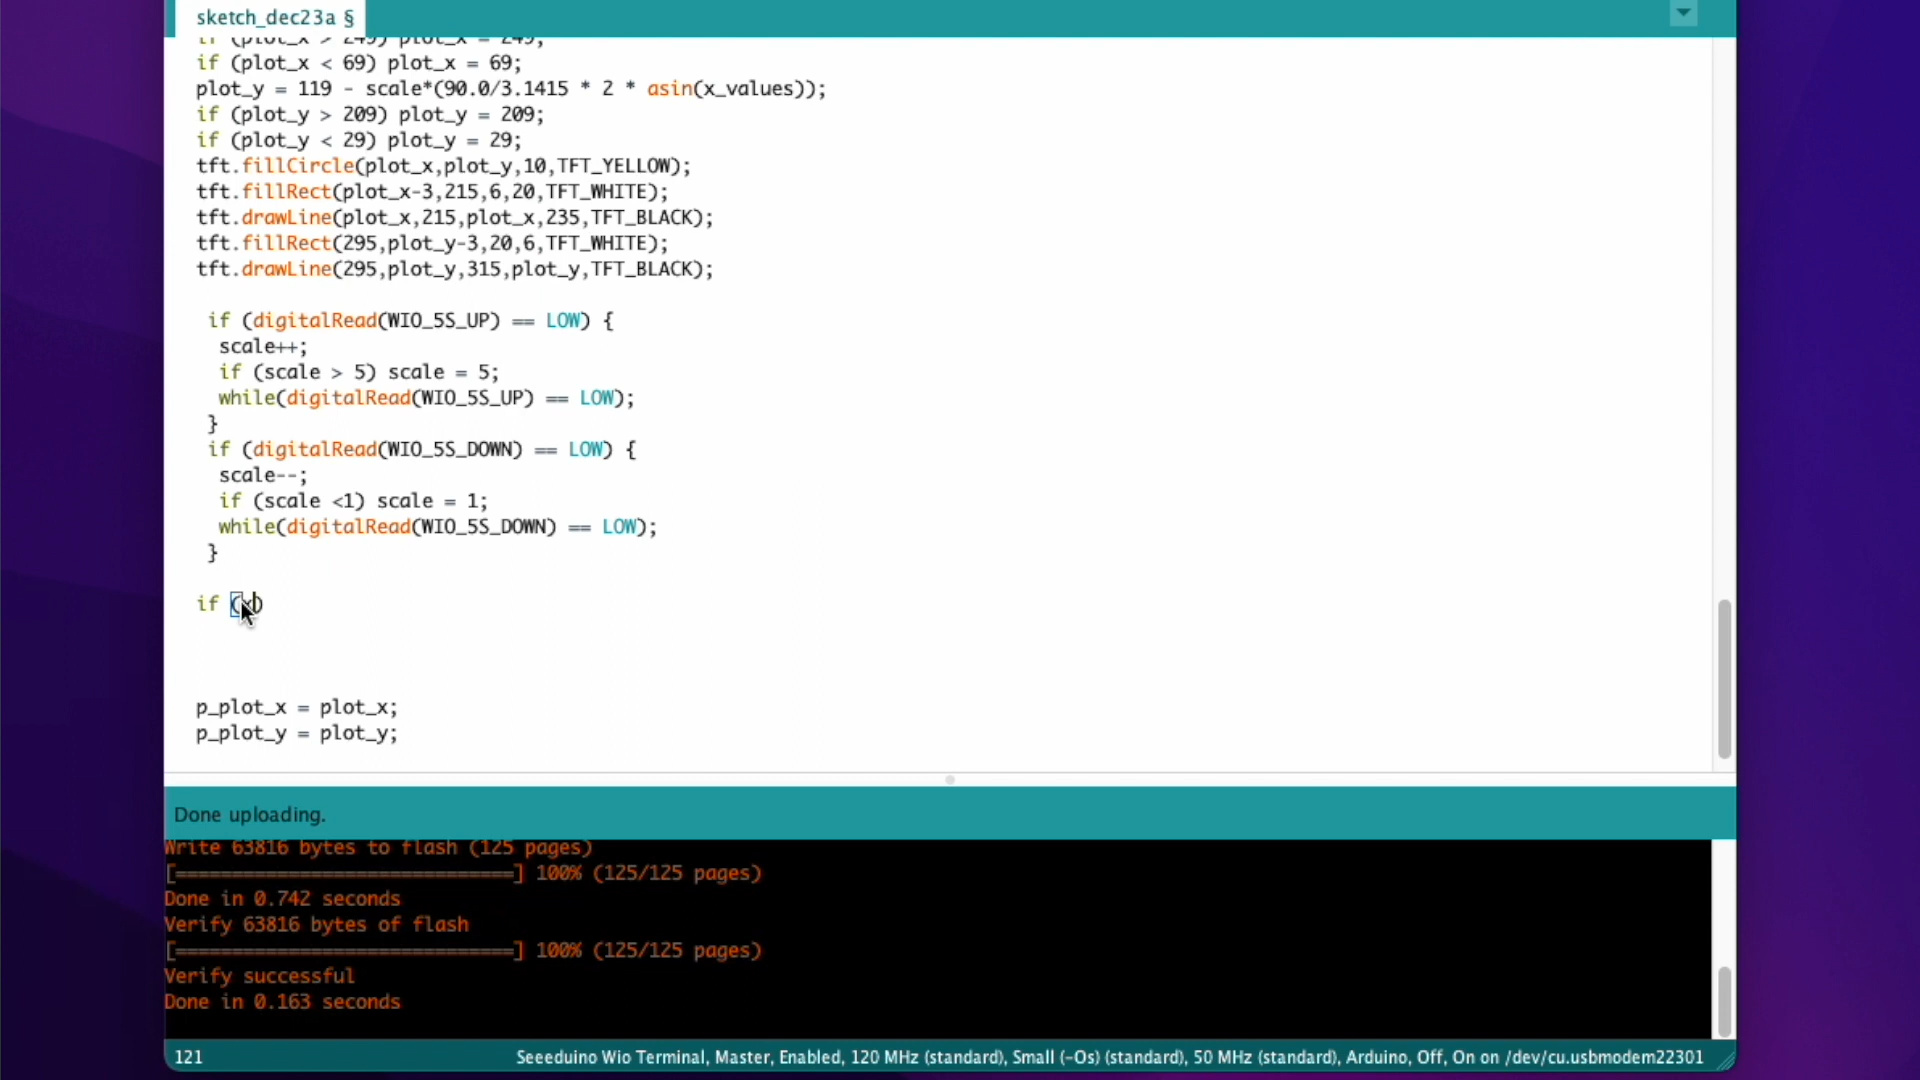 sketch_dec23a §
if (plot_x > 249) plot_x = 249;
if (plot_x < 69) plot_x = 69;
plot_y = 119 - scale*(90.0/3.1415 * 2 * asin(x_values));
if (plot_y > 209) plot_y = 209;
if (plot_y < 29) plot_y = 29;
tft.fillCircle(plot_x,plot_y,10,TFT_YELLOW);
tft.fillRect(plot_x-3,215,6,20,TFT_WHITE);
tft.drawLine(plot_x,215,plot_x,235,TFT_BLACK);
tft.fillRect(295,plot_y-3,20,6,TFT_WHITE);
tft.drawLine(295,plot_y,315,plot_y,TFT_BLACK);
if (digitalRead(WIO_5S_UP) == LOW) {
scale++;
if (scale > 5) scale = 5;
while(digitalRead(WIO_5S_UP) == LOW);
}
if (digitalRead(WIO_5S_DOWN) == LOW) {
scale--;
if (scale <1) scale = 1;
while(digitalRead(WIO_5S_DOWN) == LOW);
}
if (x)
p_plot_x = plot_x;
p_plot_y = plot_y;
Done uploading.
Write 63816 bytes to flash (125 pages)
[==============================] 100% (125/125 pages)
Done in 0.742 seconds
Verify 63816 bytes of flash
[==============================] 100% (125/125 pages)
Verify successful
Done in 0.163 seconds
121 Seeeduino Wio Terminal, Master, Enabled, 120 MHz (standard), Small (-Os) (standard), 50 MHz (standard), Arduino, Off, On on /dev/cu.usbmodem22301